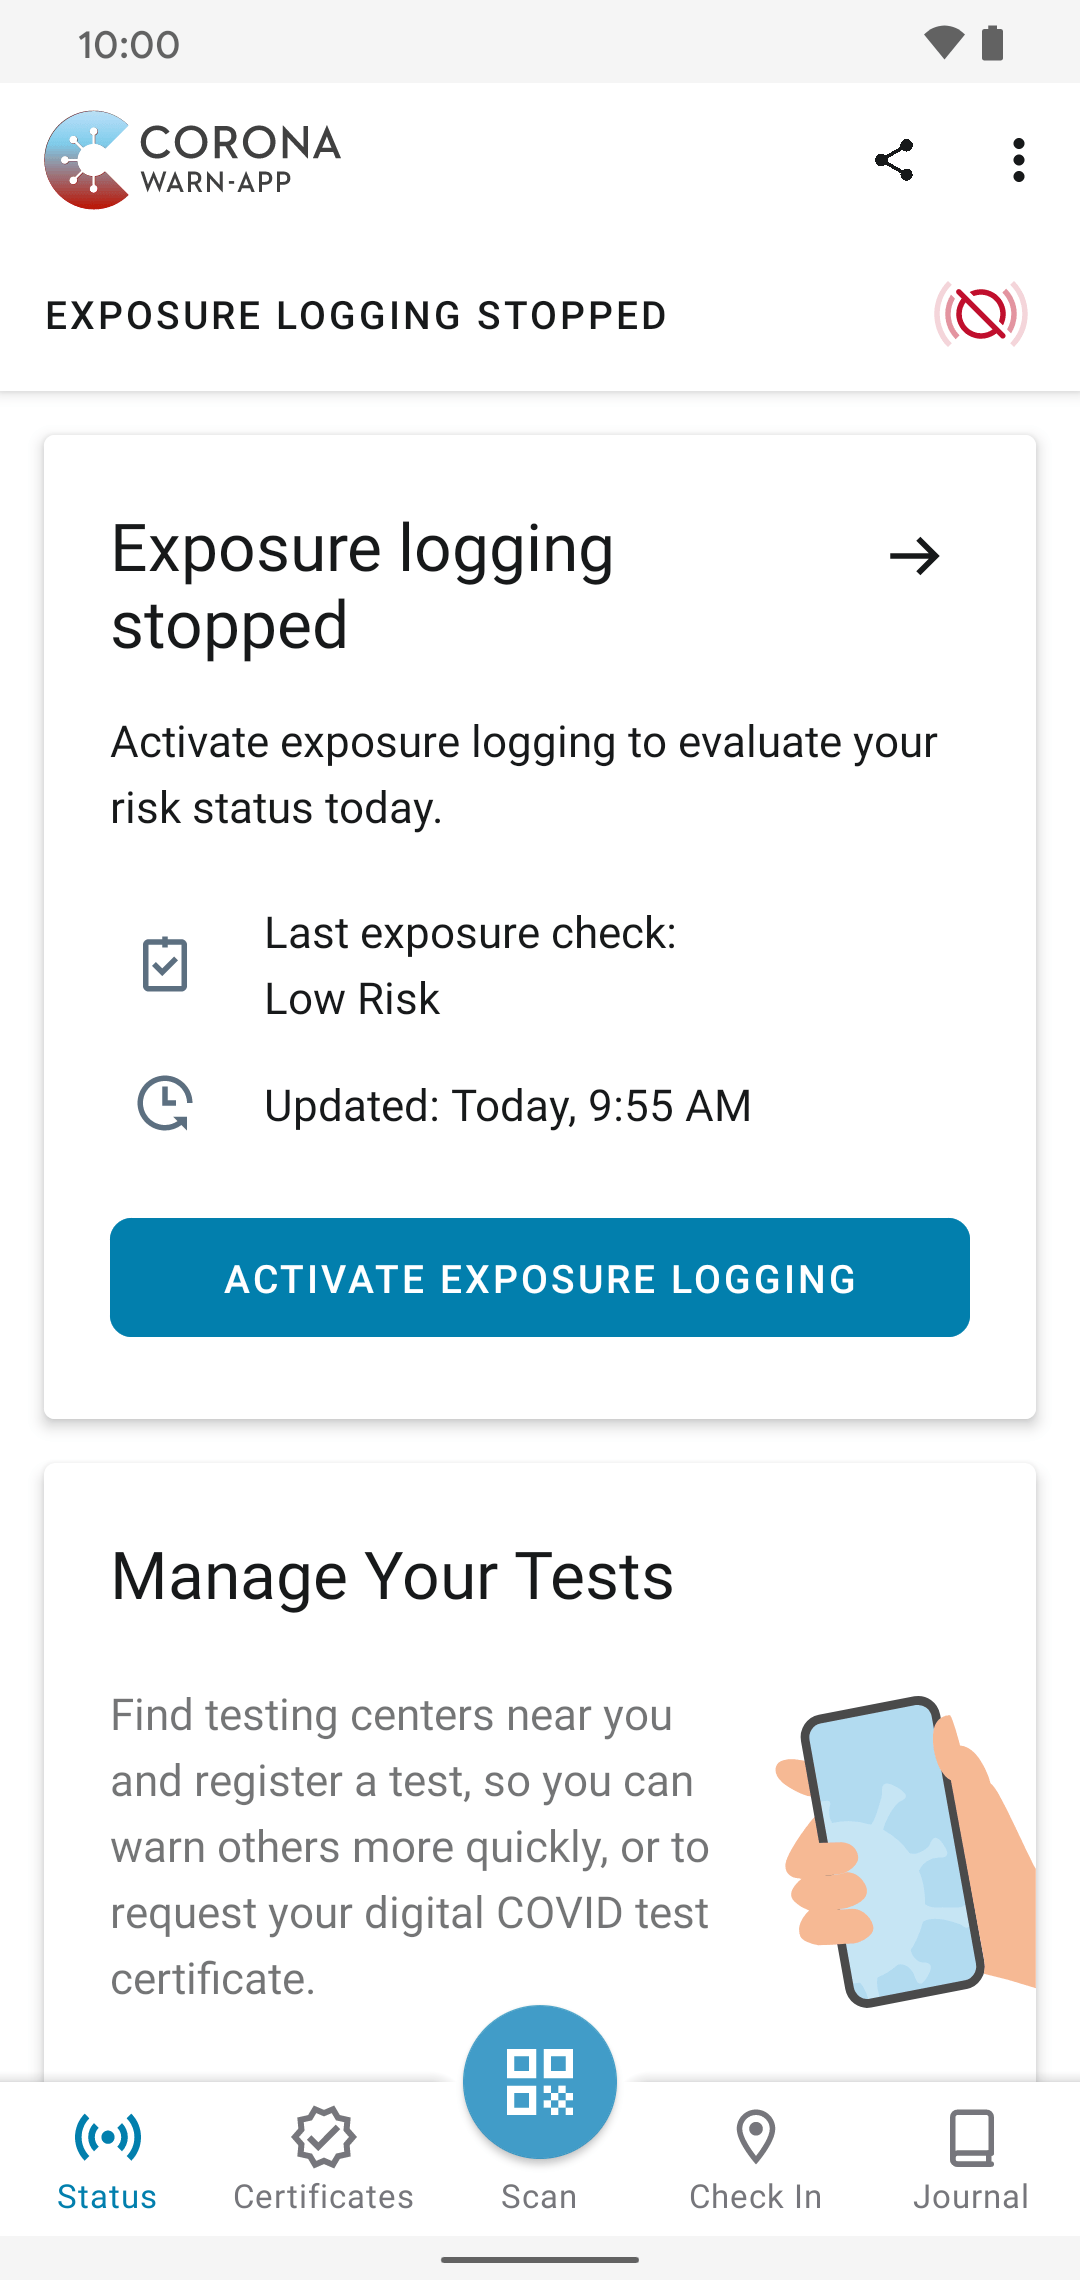 10:00
CORONA
WARN-APP
EXPOSURE LOGGING STOPPED
Exposure logging
stopped
Activate exposure logging to evaluate your
risk status today.
Last exposure check:
Low Risk
Updated: Today, 9:55 AM
ACTIVATE EXPOSURE LOGGING
Manage Your Tests
Find testing centers near you
and register a test, so you can
warn others more quickly, or to
request your digital COVID test
certificate.
Status
Certificates
Scan
Check In
Journal